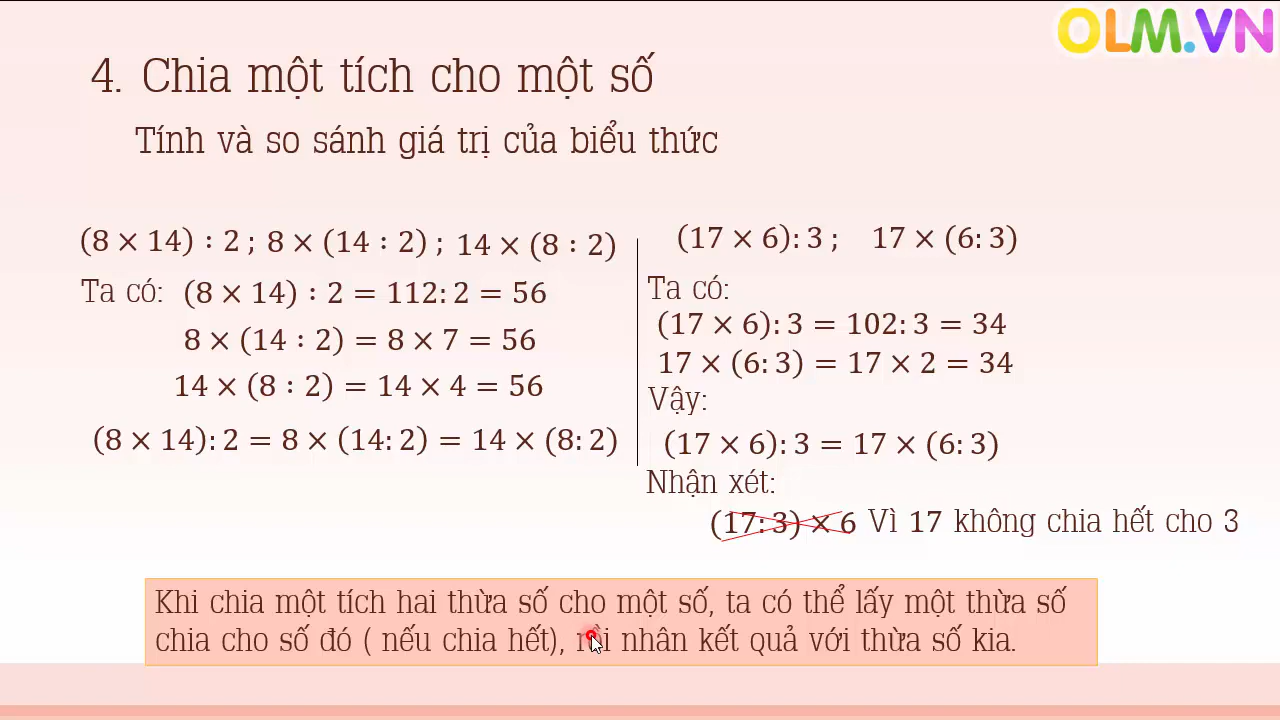 OLM.VN
4. Chia một tích cho một số
Tính và so sánh giá trị của biểu thức
(8 × 14) : 2 ; 8 × (14 : 2) ; 14 × (8 : 2)
Ta có: (8 × 14) : 2 = 112: 2 = 56
8 × (14 : 2) = 8 × 7 = 56
14 × (8 : 2) = 14 × 4 = 56
(8 × 14): 2 = 8 × (14: 2) = 14 × (8: 2)
(17 × 6): 3 ; 17 × (6: 3)
Ta có:
(17 × 6): 3 = 102: 3 = 34
17 × (6: 3) = 17 × 2 = 34
Vậy:
(17 × 6): 3 = 17 × (6: 3)
Nhận xét:
(17: 3) × 6 Vì 17 không chia hết cho 3
Khi chia một tích hai thừa số cho một số, ta có thể lấy một thừa số
chia cho số đó ( nếu chia hết), rồi nhân kết quả với thừa số kia.